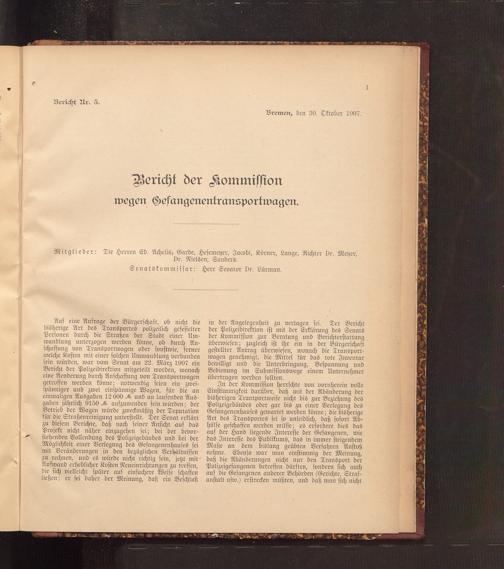 1
Bericht Nr. 5.
Bremen, den 30. Oktober 1907.
Bericht der Kommission
wegen Gefangenentransportwagen.
Mitglieder: Die Herren Ed. Achelis, Garde, Hesemeyer, Jacobi, Körner, Lange, Richter Dr. Meyer,
Dr. Nielsen, Sanders.
Senatskommissar: Herr Senator Dr. Lürman.
Auf eine Anfrage der Bürgerschaft, ob nicht die
bisherige Art des Transportes polizeilich gefesselter
Personen durch die Straßen der Stadt einer Um-
wandlung unterzogen werden könne, ob durch An-
schaffung von Transportwagen oder sonstwie, ferner
welche Kosten mit einer solchen Umwandlung verbunden
sein würden, war vom Senat am 22. März 1907 ein
Bericht der Polizeidirektion mitgeteilt worden, wonach
eine Aenderung durch Anschaffung von Transportwagen
getroffen werden könne; notwendig seien ein zwei-
spänniger und zwei einspännige Wagen, für die an
einmaligen Ausgaben 12 000 ℳ und an laufenden Aus-
gaben jährlich 9150 ℳ aufzuwenden sein würden; der
Betrieb der Wagen würde zweckmäßig der Deputation
für die Straßenreinigung unterstellt. Der Senat erklärt
zu diesem Berichte, daß nach seiner Ansicht auf das
Projekt nicht näher einzugehen sei; bei der bevor-
stehenden Vollendung des Polizeigebäudes und bei der
Möglichkeit einer Verlegung des Gefangenenhauses sei
mit Veränderungen in den bezüglichen Verhältnissen
zu rechnen, und es würde nicht richtig sein, jetzt mit
Aufwand erheblicher Kosten Neueinrichtungen zu treffen,
die sich vielleicht später auf einfachere Weise schaffen
ließen; er sei daher der Meinung, daß ein Beschluß
in der Angelegenheit zu vertagen sei. Der Bericht
der Polizeidirektion ist mit der Erklärung des Senats
der Kommission zur Beratung und Berichterstattung
überwiesen; zugleich ist ihr ein in der Bürgerschaft
gestellter Antrag überwiesen, wonach die Transport-
wagen genehmigt, die Mittel für das tote Inventar
bewilligt und die Unterbringung, Bespannung und
Bedienung im Submissionswege einem Unternehmer
übertragen werden sollten.
In der Kommission herrschte von vornherein volle
Einstimmigkeit darüber, daß mit der Abänderung der
bisherigen Transportweise nicht bis zur Beziehung des
Polizeigebäudes oder gar bis zu einer Verlegung des
Gefangenenhauses gewartet werden könne; die bisherige
Art des Transportes sei so unleidlich, daß sofort Ab-
hülfe geschaffen werden müsse; es erfordere dies das
auf der Hand liegende Interesse der Gefangenen, wie
das Interesse des Publikums, das in immer steigendem
Maße an dem bislang geübten Verfahren Anstoß
nehme. Ebenso war man einstimmig der Meinung,
daß die Abänderungen nicht nur den Transport der
Polizeigefangenen betreffen dürften, sondern sich auch
auf die Gefangenen anderer Behörden (Gerichte, Straf-
anstalt usw.) erstrecken müßten, und daß man sich nicht